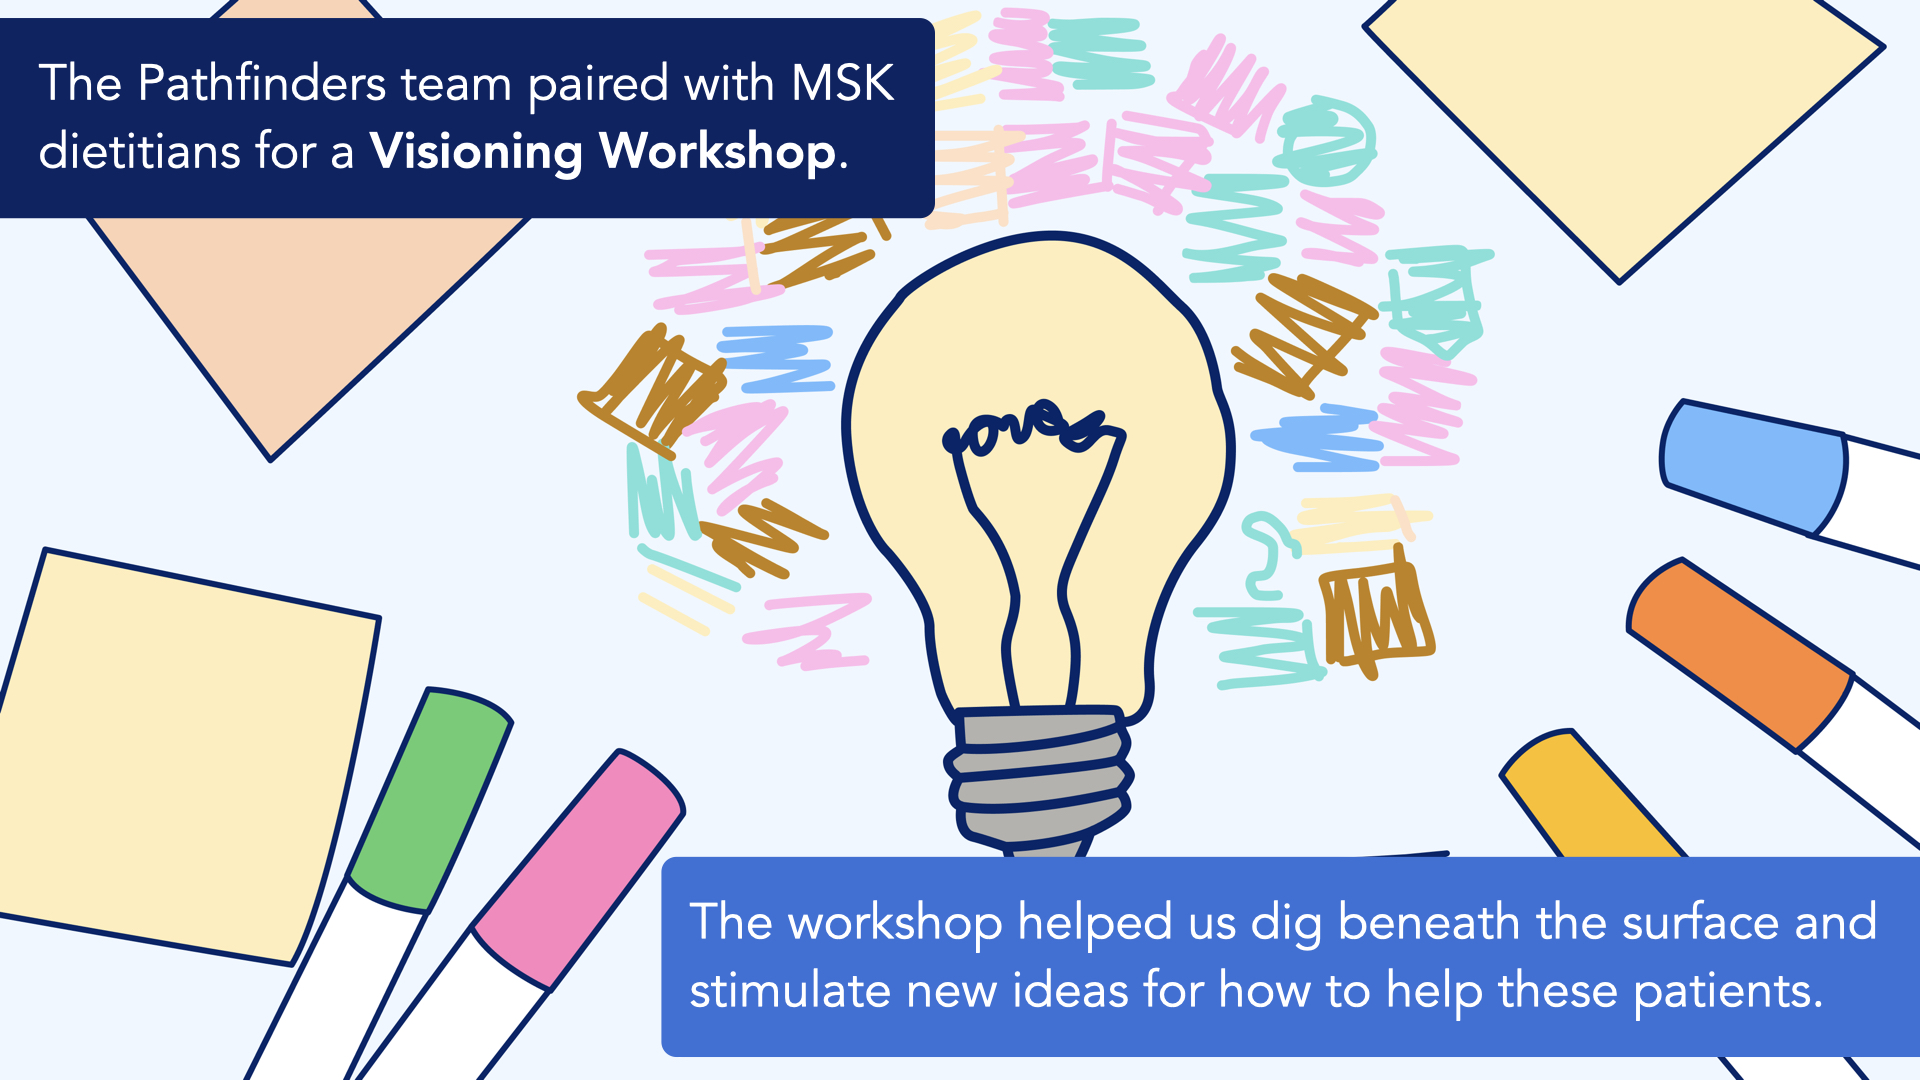 The Pathfinders team paired with MSK
dietitians for a Visioning Workshop.
The workshop helped us dig beneath the surface and
stimulate new ideas for how to help these patients.